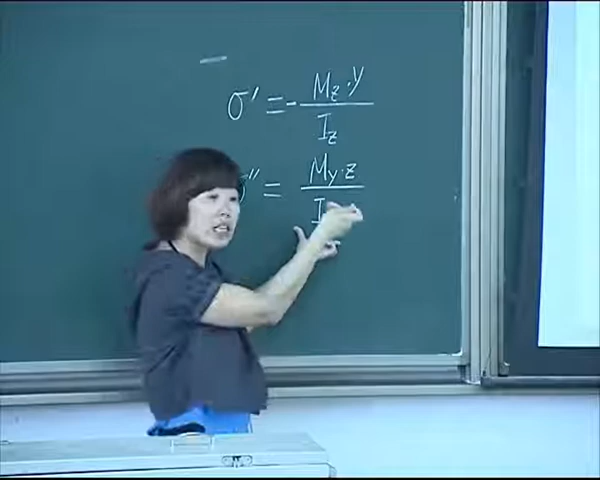 σ' = - Mz·y / Iz
'' = My·z / I